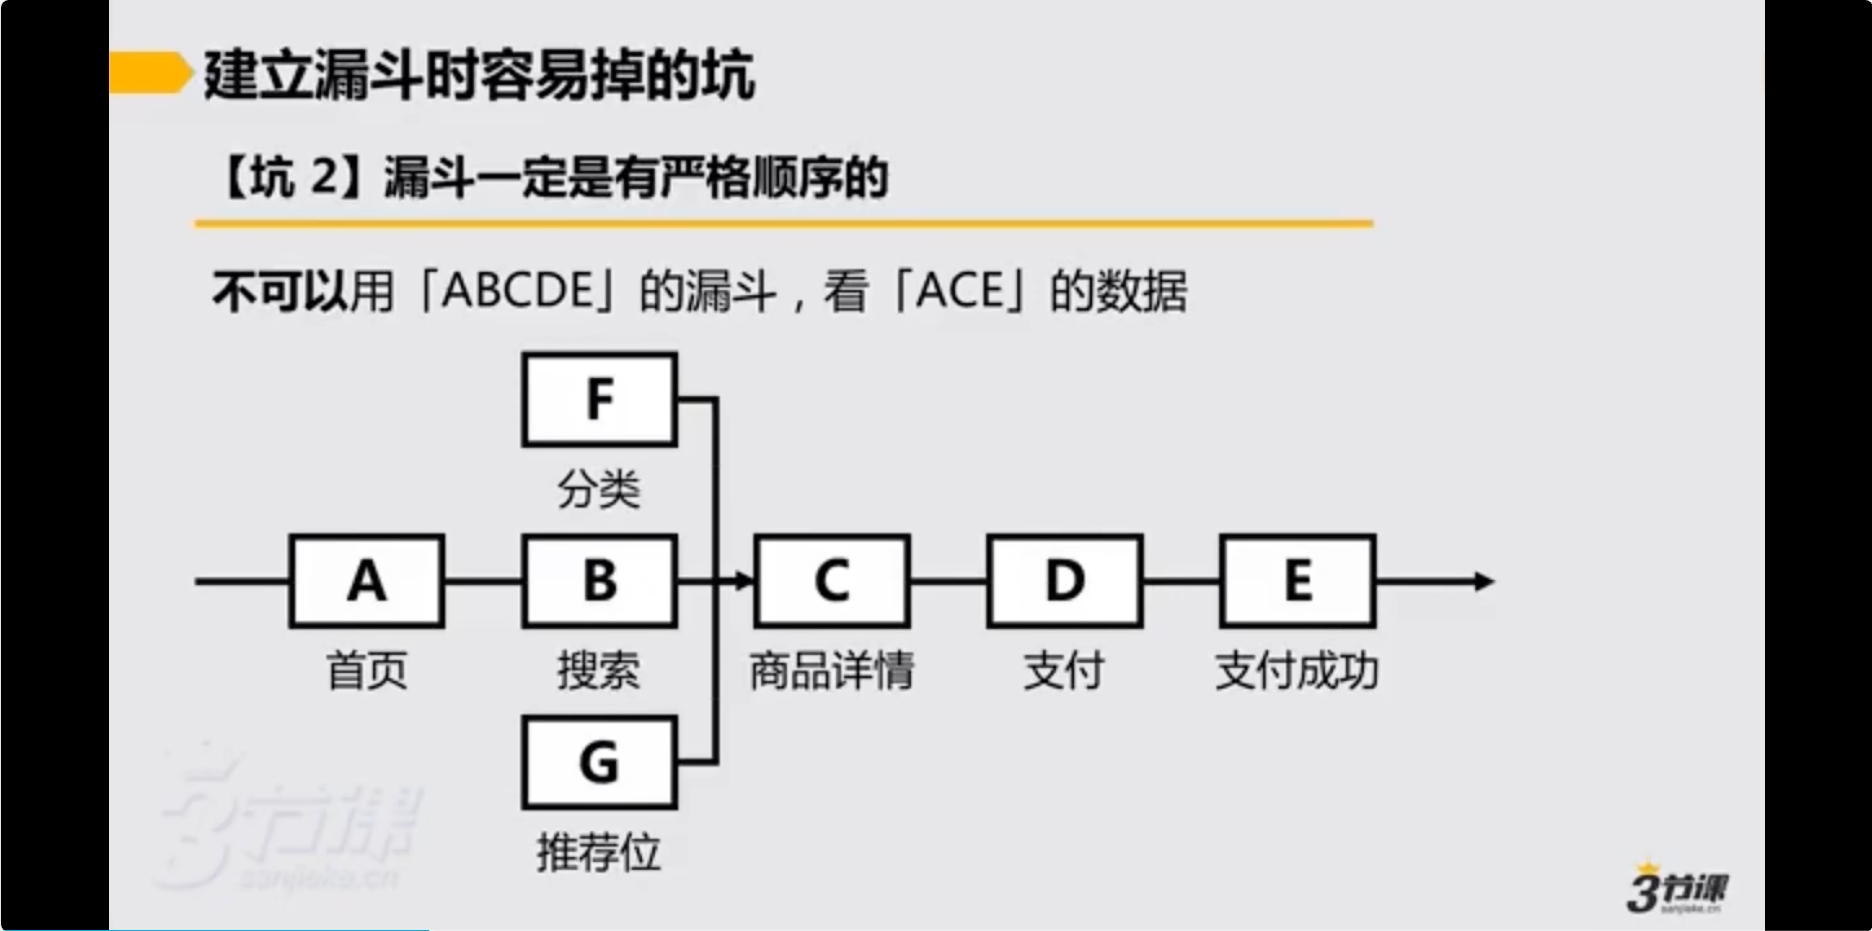 建立漏斗时容易掉的坑
【坑 2】漏斗一定是有严格顺序的
不可以用「ABCDE」的漏斗，看「ACE」的数据
F
分类
A
B
C
D
E
首页
搜索
商品详情
支付
支付成功
G
推荐位
3节课
sanjieke.cn
3节课
sanjieke.cn